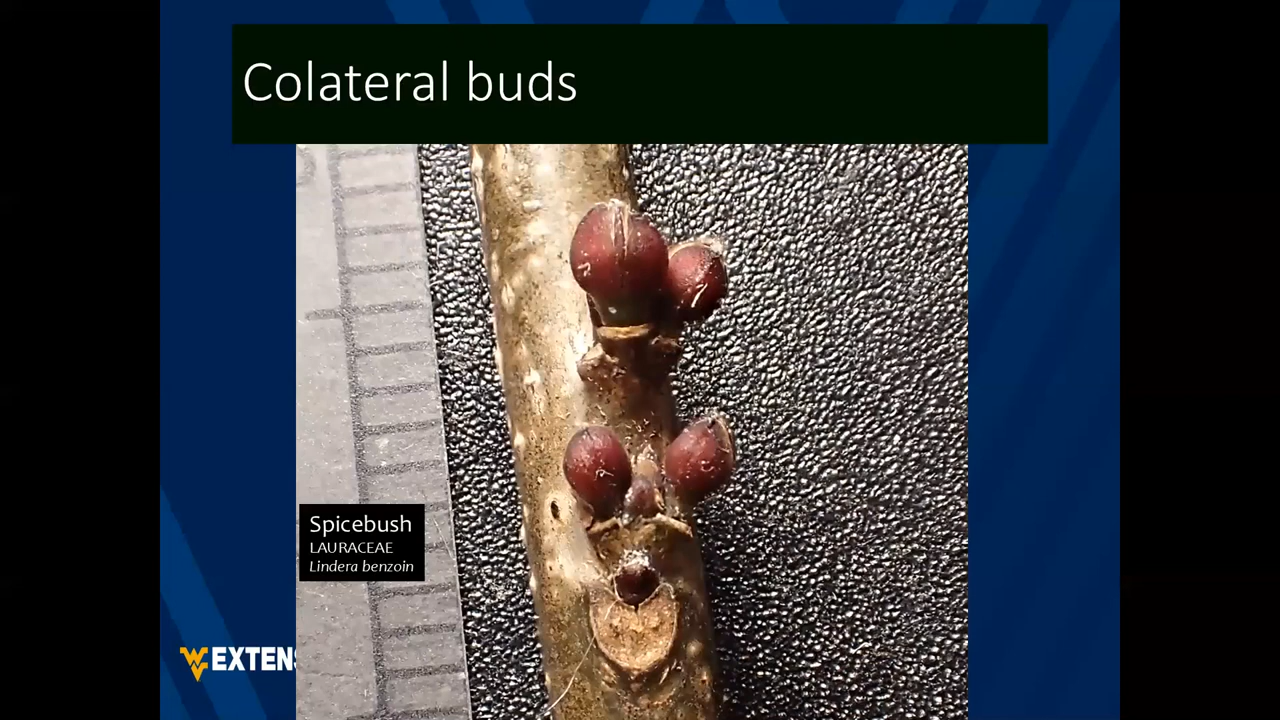 Colateral buds
Spicebush
LAURACEAE
Lindera benzoin
EXTENS